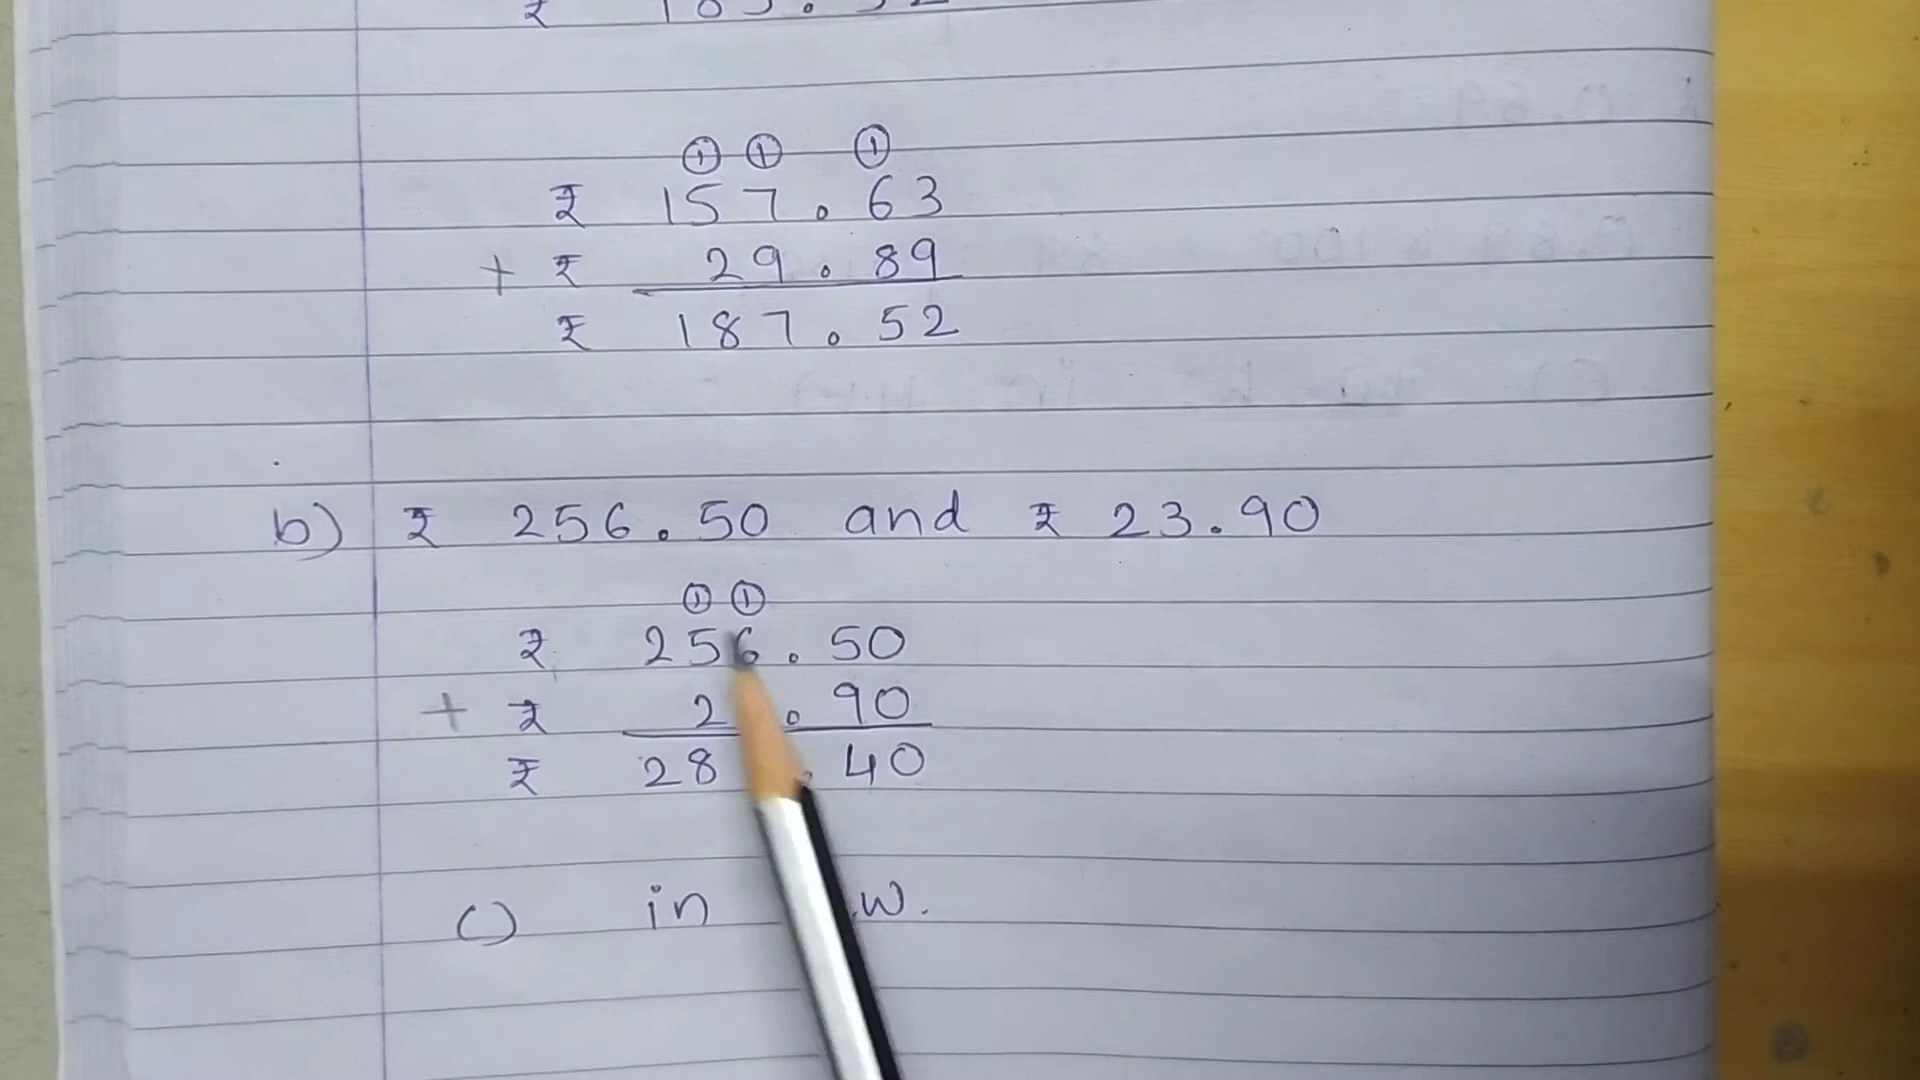 ① ① ①
₹ 157.63
+ ₹ 29.89
₹ 187.52
b) ₹ 256.50 and ₹ 23.90
① ①
₹ 256.50
+ ₹ 2 .90
₹ 28 .40
c) in .w.